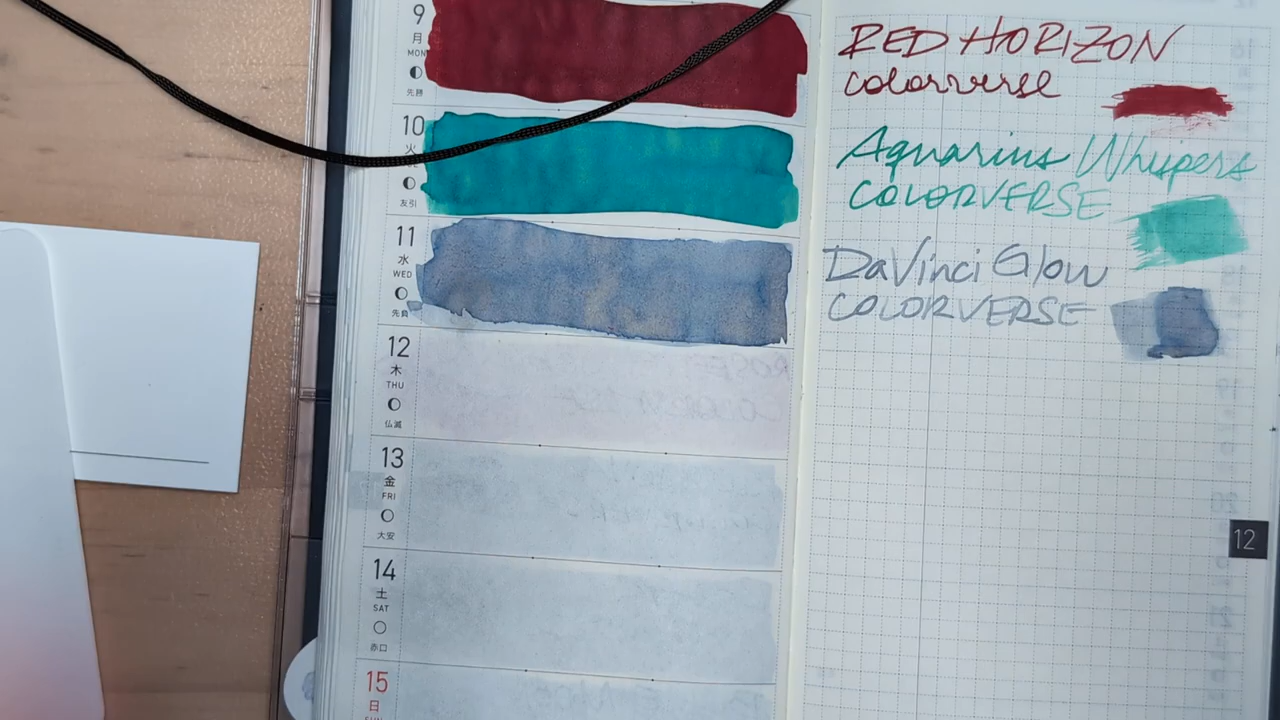 9
月
MON
先勝
10
火
友引
11
水
WED
先負
12
木
THU
仏滅
13
金
FRI
大安
14
土
SAT
赤口
15
日
SUN
RED HORIZON
colorverse
Aquarius Whispers
COLORVERSE
DaVinci Glow
COLORVERSE
12